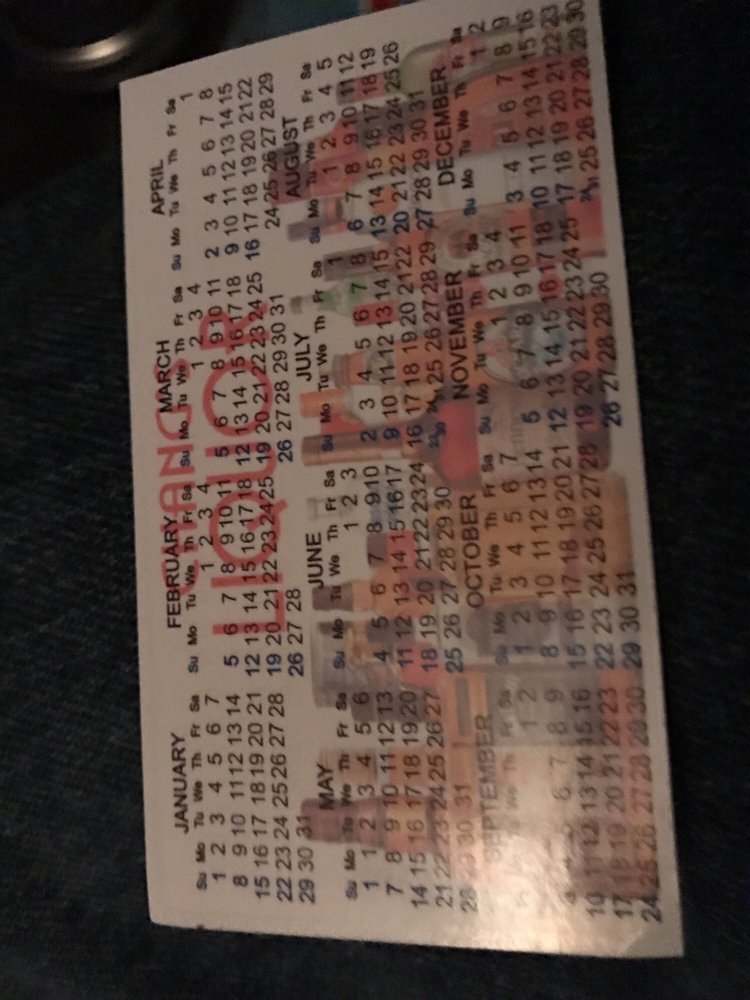 LIQUOR
JANUARY
Su Mo Tu We Th Fr Sa
1 2 3 4 5 6 7
8 9 10 11 12 13 14
15 16 17 18 19 20 21
22 23 24 25 26 27 28
29 30 31
FEBRUARY
Su Mo Tu We Th Fr Sa
1 2 3 4
5 6 7 8 9 10 11
12 13 14 15 16 17 18
19 20 21 22 23 24 25
26 27 28
MARCH
Su Mo Tu We Th Fr Sa
1 2 3 4
5 6 7 8 9 10 11
12 13 14 15 16 17 18
19 20 21 22 23 24 25
26 27 28 29 30 31
APRIL
Su Mo Tu We Th Fr Sa
1
2 3 4 5 6 7 8
9 10 11 12 13 14 15
16 17 18 19 20 21 22
24 25 26 27 28 29
MAY
Su Mo Tu We Th Fr Sa
1 1 2 3 4 5 6
7 8 9 10 11 12 13
14 15 16 17 18 19 20
21 22 23 24 25 26 27
28 29 30 31
JUNE
Su Mo Tu We Th Fr Sa
1 2 3
4 5 6 7 8 9 10
11 12 13 14 15 16 17
18 19 20 21 22 23 24
25 26 27 28 29 30
JULY
Su Mo Tu We Th Fr Sa
1
2 3 4 5 6 7 8
9 10 11 12 13 14 15
16 17 18 19 20 21 22
23/30 24/31 25 26 27 28 29
AUGUST
Su Mo Tu We Th Fr Sa
1 2 3 4 5
6 7 8 9 10 11 12
13 14 15 16 17 18 19
20 21 22 23 24 25 26
27 28 29 30 31
SEPTEMBER
Tu We Th Fr Sa
1 2
4 5 6 7 8 9
10 11 12 13 14 15 16
17 18 19 20 21 22 23
24 25 26 27 28 29 30
OCTOBER
Su Mo Tu We Th Fr Sa
1 2 3 4 5 6 7
8 9 10 11 12 13 14
15 16 17 18 19 20 21
22 23 24 25 26 27 28
29 30 31
NOVEMBER
Su Mo Tu We Th Fr Sa
1 2 3 4
5 6 7 8 9 10 11
12 13 14 15 16 17 18
19 20 21 22 23 24 25
26 27 28 29 30
DECEMBER
Su Mo Tu We Th Fr Sa
1 2
3 4 5 6 7 8 9
10 11 12 13 14 15 16
17 18 19 20 21 22 23
24/31 25 26 27 28 29 30